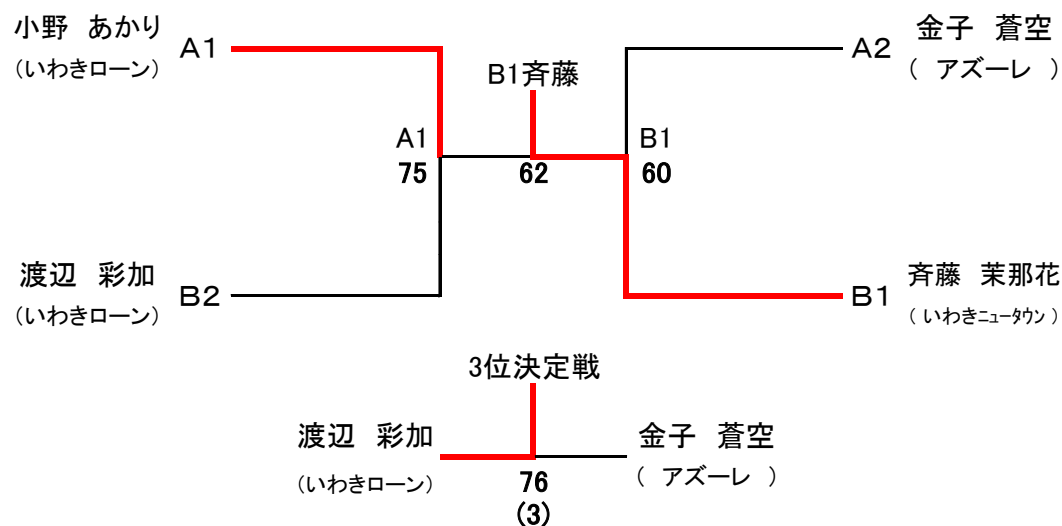 小野 あかり
(いわきローン)
A1
B1斉藤
A2
金子 蒼空
( アズーレ )
A1
75
62
B1
60
渡辺 彩加
(いわきローン)
B2
B1
斉藤 茉那花
(いわきニュータウン)
3位決定戦
渡辺 彩加
(いわきローン)
76
(3)
金子 蒼空
( アズーレ )